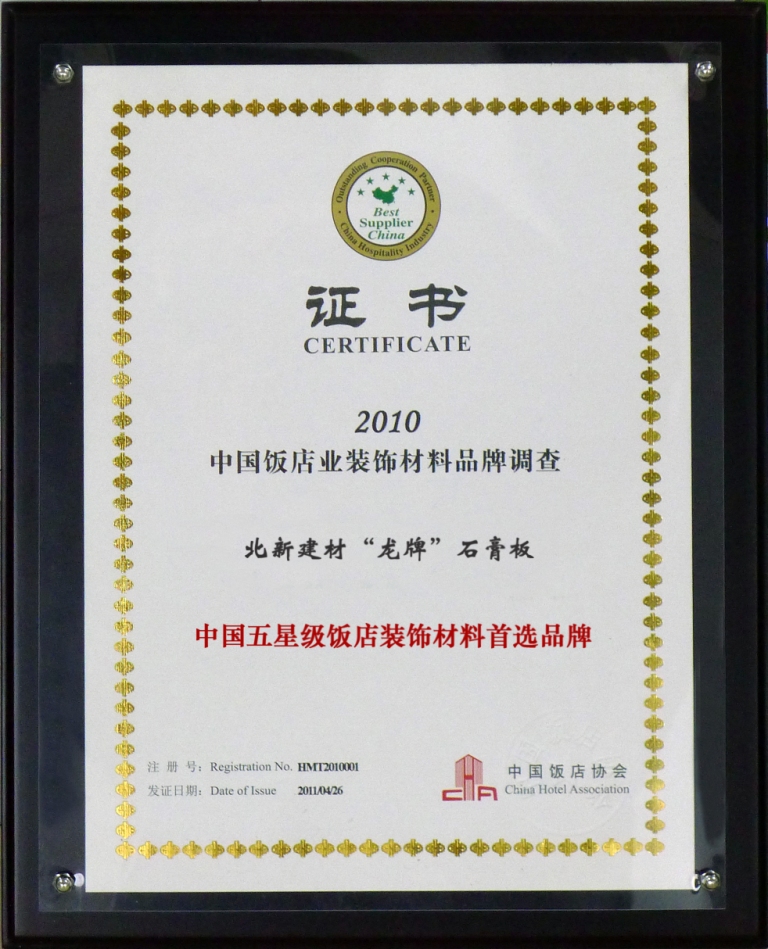 Outstanding Cooperation Partner
Best
Supplier
China
China Hospitality Industry
证 书
CERTIFICATE
2010
中国饭店业装饰材料品牌调查
北新建材“龙牌”石膏板
中国五星级饭店装饰材料首选品牌
注 册 号: Registration No. HMT2010001
发证日期: Date of Issue 2011/04/26
CHA
中国饭店协会
China Hotel Association